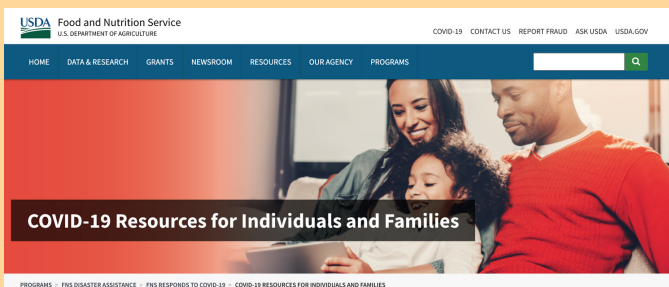 USDA Food and Nutrition Service
U.S. DEPARTMENT OF AGRICULTURE
COVID-19 CONTACT US REPORT FRAUD ASK USDA USDA.GOV
HOME DATA & RESEARCH GRANTS NEWSROOM RESOURCES OUR AGENCY PROGRAMS
COVID-19 Resources for Individuals and Families
PROGRAMS > FNS DISASTER ASSISTANCE > FNS RESPONDS TO COVID-19 > COVID-19 RESOURCES FOR INDIVIDUALS AND FAMILIES